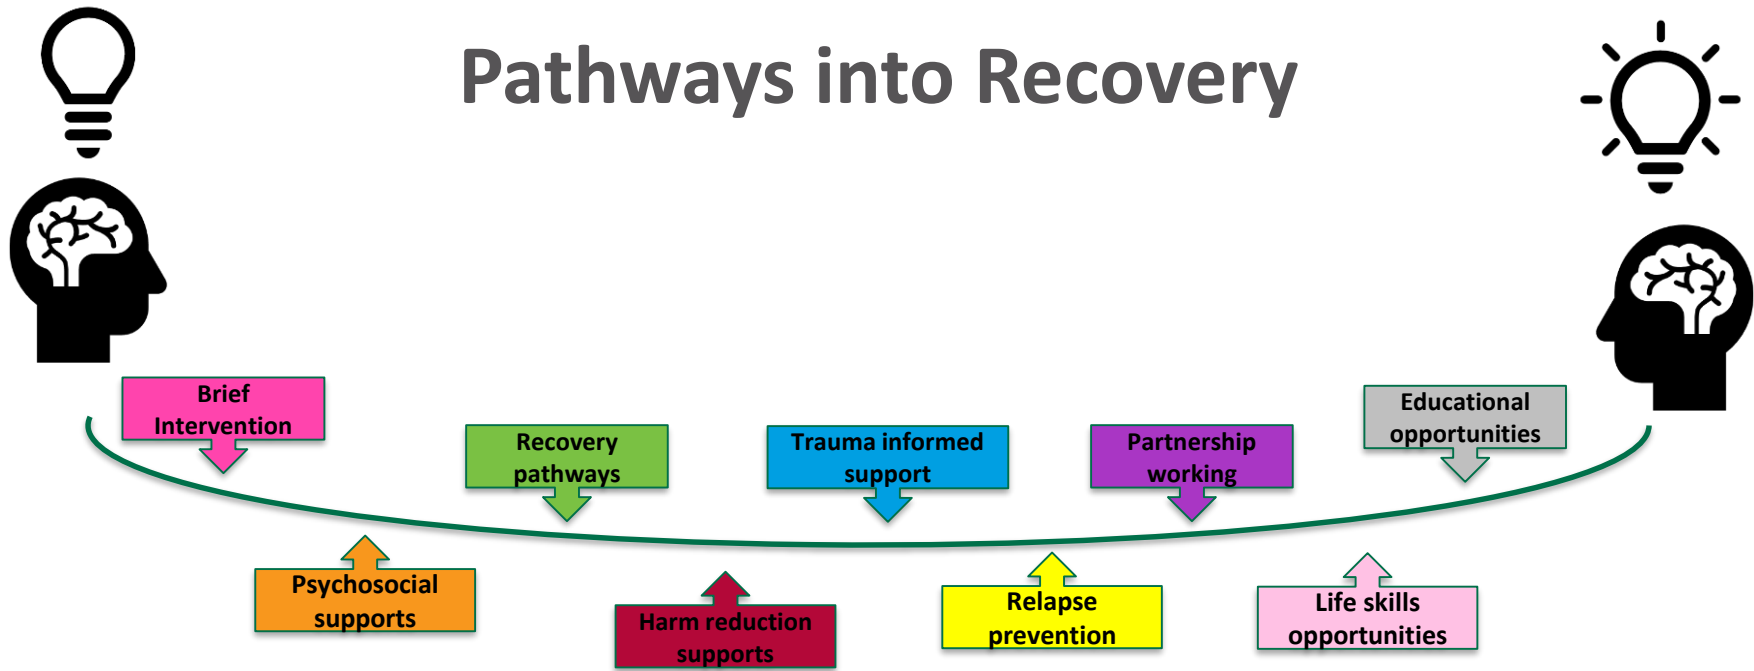 Pathways into Recovery
Brief
Intervention
Recovery
pathways
Trauma informed
support
Partnership
working
Educational
opportunities
Psychosocial
supports
Harm reduction
supports
Relapse
prevention
Life skills
opportunities